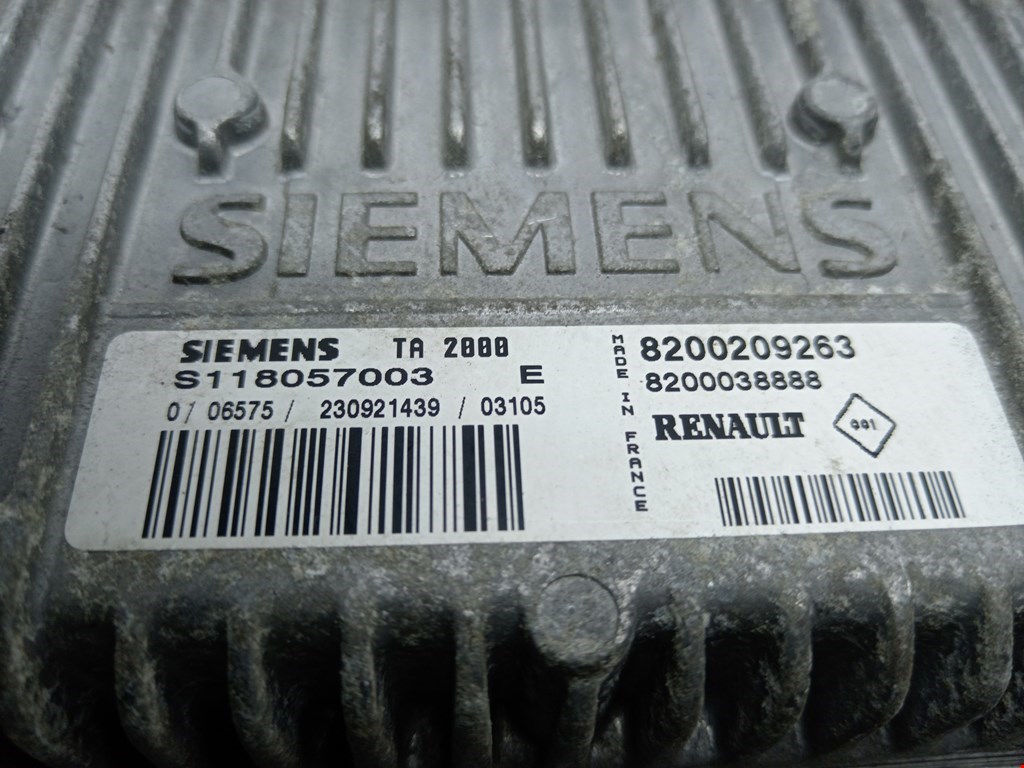 SIEMENS
SIEMENS TA 2000
S118057003 E
0/ 06575 / 230921439 / 03105
MADE IN FRANCE
8200209263
8200038888
RENAULT 001